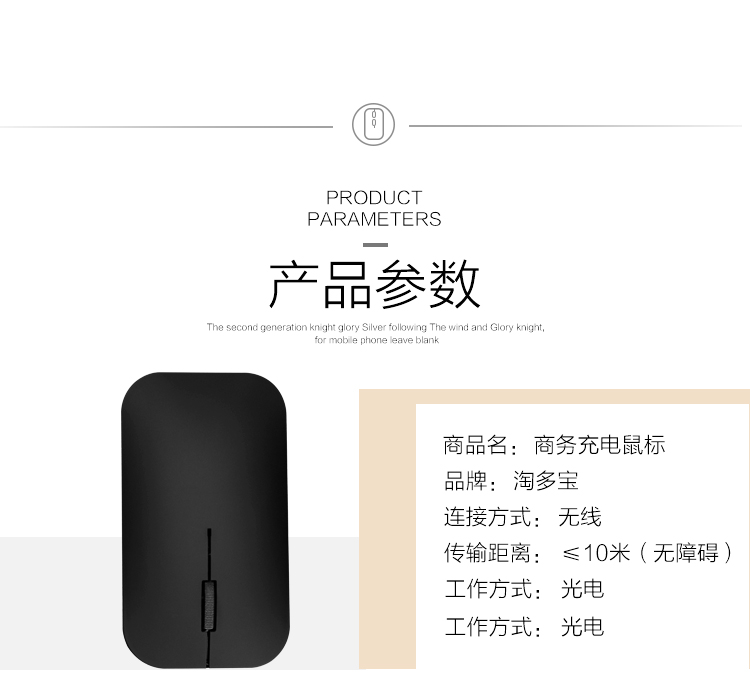 PRODUCT
PARAMETERS
产品参数
The second generation knight glory Silver following The wind and Glory knight,
for mobile phone leave blank
商品名：商务充电鼠标
品牌：淘多宝
连接方式：无线
传输距离：≤10米（无障碍）
工作方式：光电
工作方式：光电